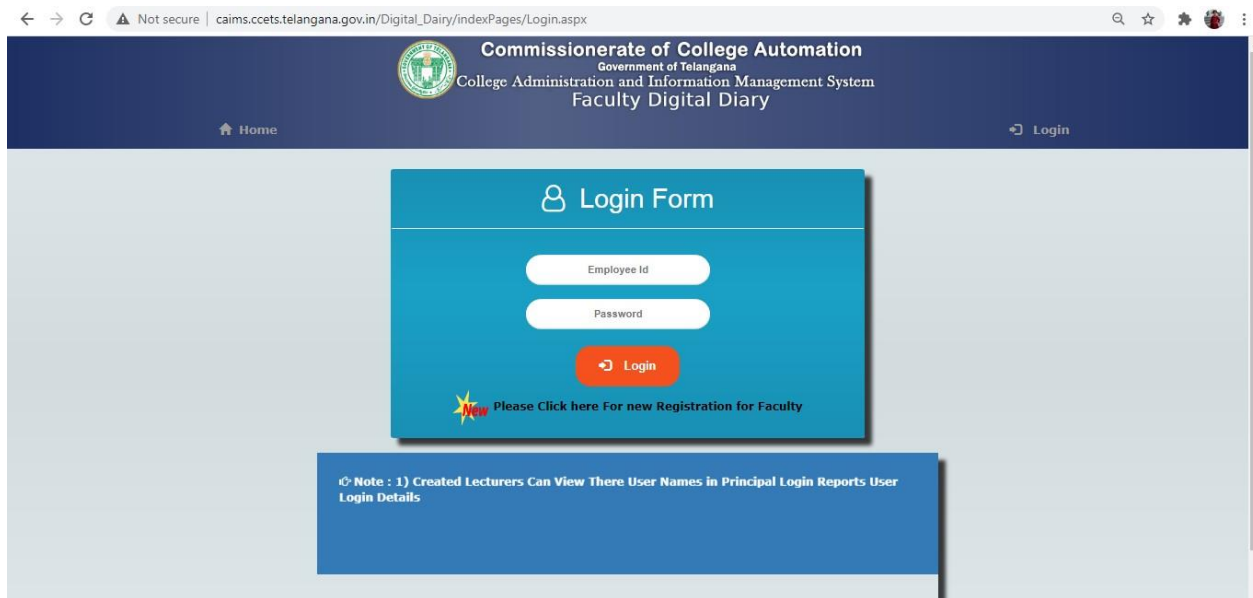 Not secure | caims.ccets.telangana.gov.in/Digital_Dairy/indexPages/Login.aspx
Commissionerate of College Automation
Government of Telangana
College Administration and Information Management System
Faculty Digital Diary
Home
Login
Login Form
Employee Id
Password
Login
New Please Click here For new Registration for Faculty
Note : 1) Created Lecturers Can View There User Names in Principal Login Reports User
Login Details